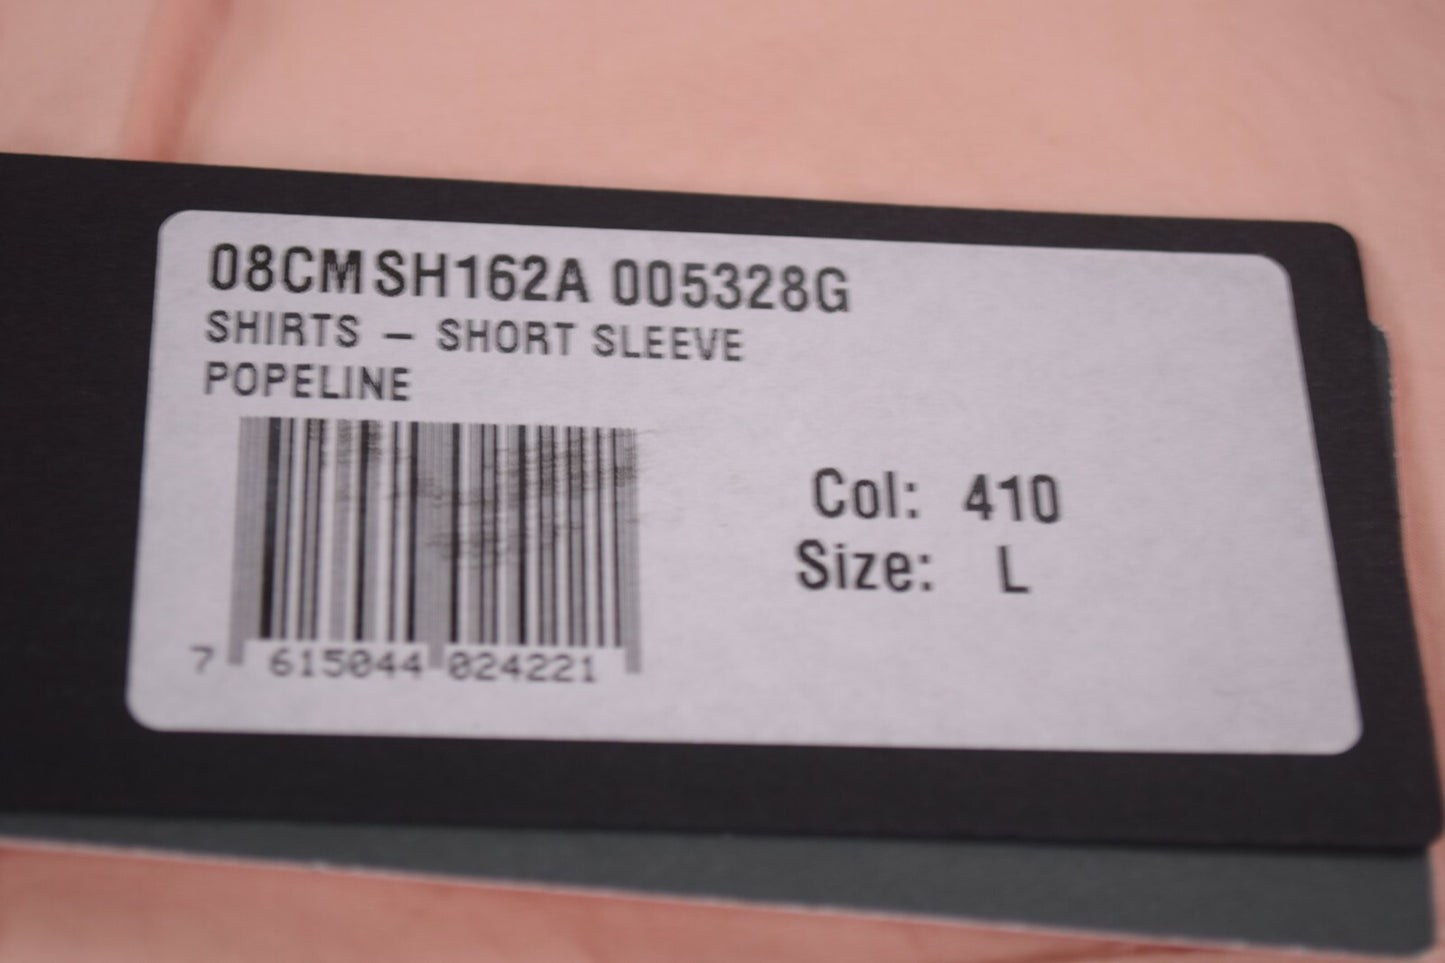 08CMSH162A 005328G
SHIRTS – SHORT SLEEVE
POPELINE
Col: 410
Size: L
7 615044 024221